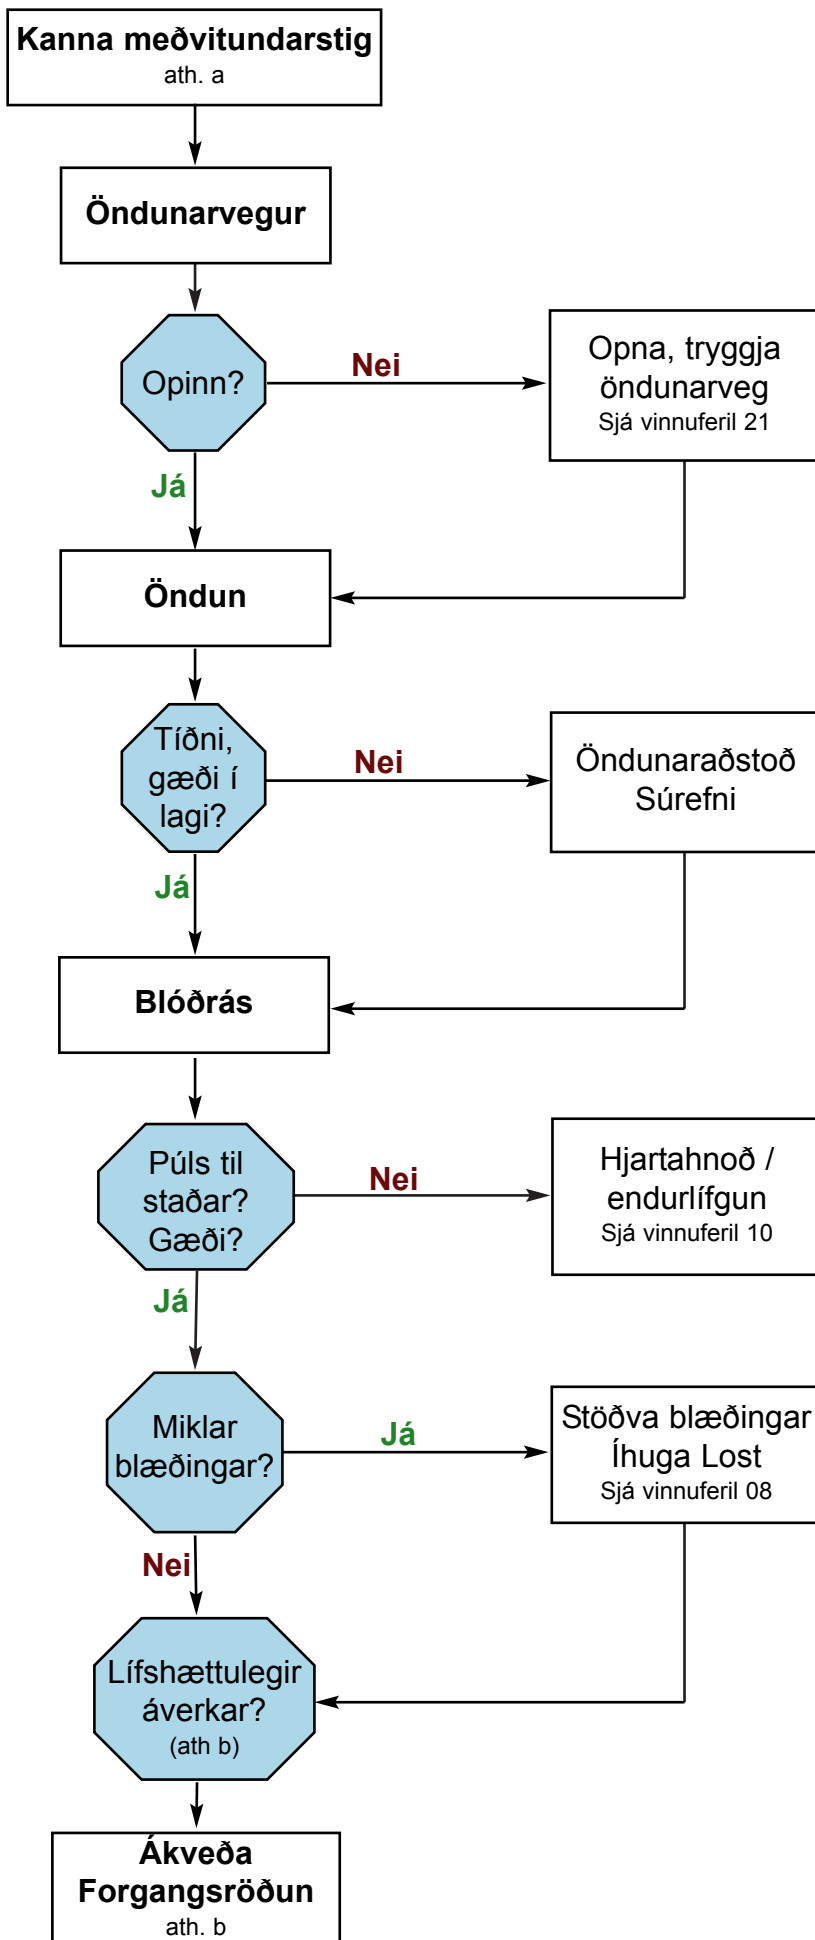 Kanna meðvitundarstig
ath. a
Öndunarvegur
Opinn?
Nei
Opna, tryggja
öndunarveg
Sjá vinnuferil 21
Já
Öndun
Tíðni,
gæði í
lagi?
Nei
Öndunaraðstoð
Súrefni
Já
Blóðrás
Púls til
staðar?
Gæði?
Nei
Hjartahnoð /
endurlífgun
Sjá vinnuferil 10
Já
Miklar
blæðingar?
Já
Stöðva blæðingar
Íhuga Lost
Sjá vinnuferil 08
Nei
Lífshættulegir
áverkar?
(ath b)
Ákveða
Forgangsröðun
ath. b